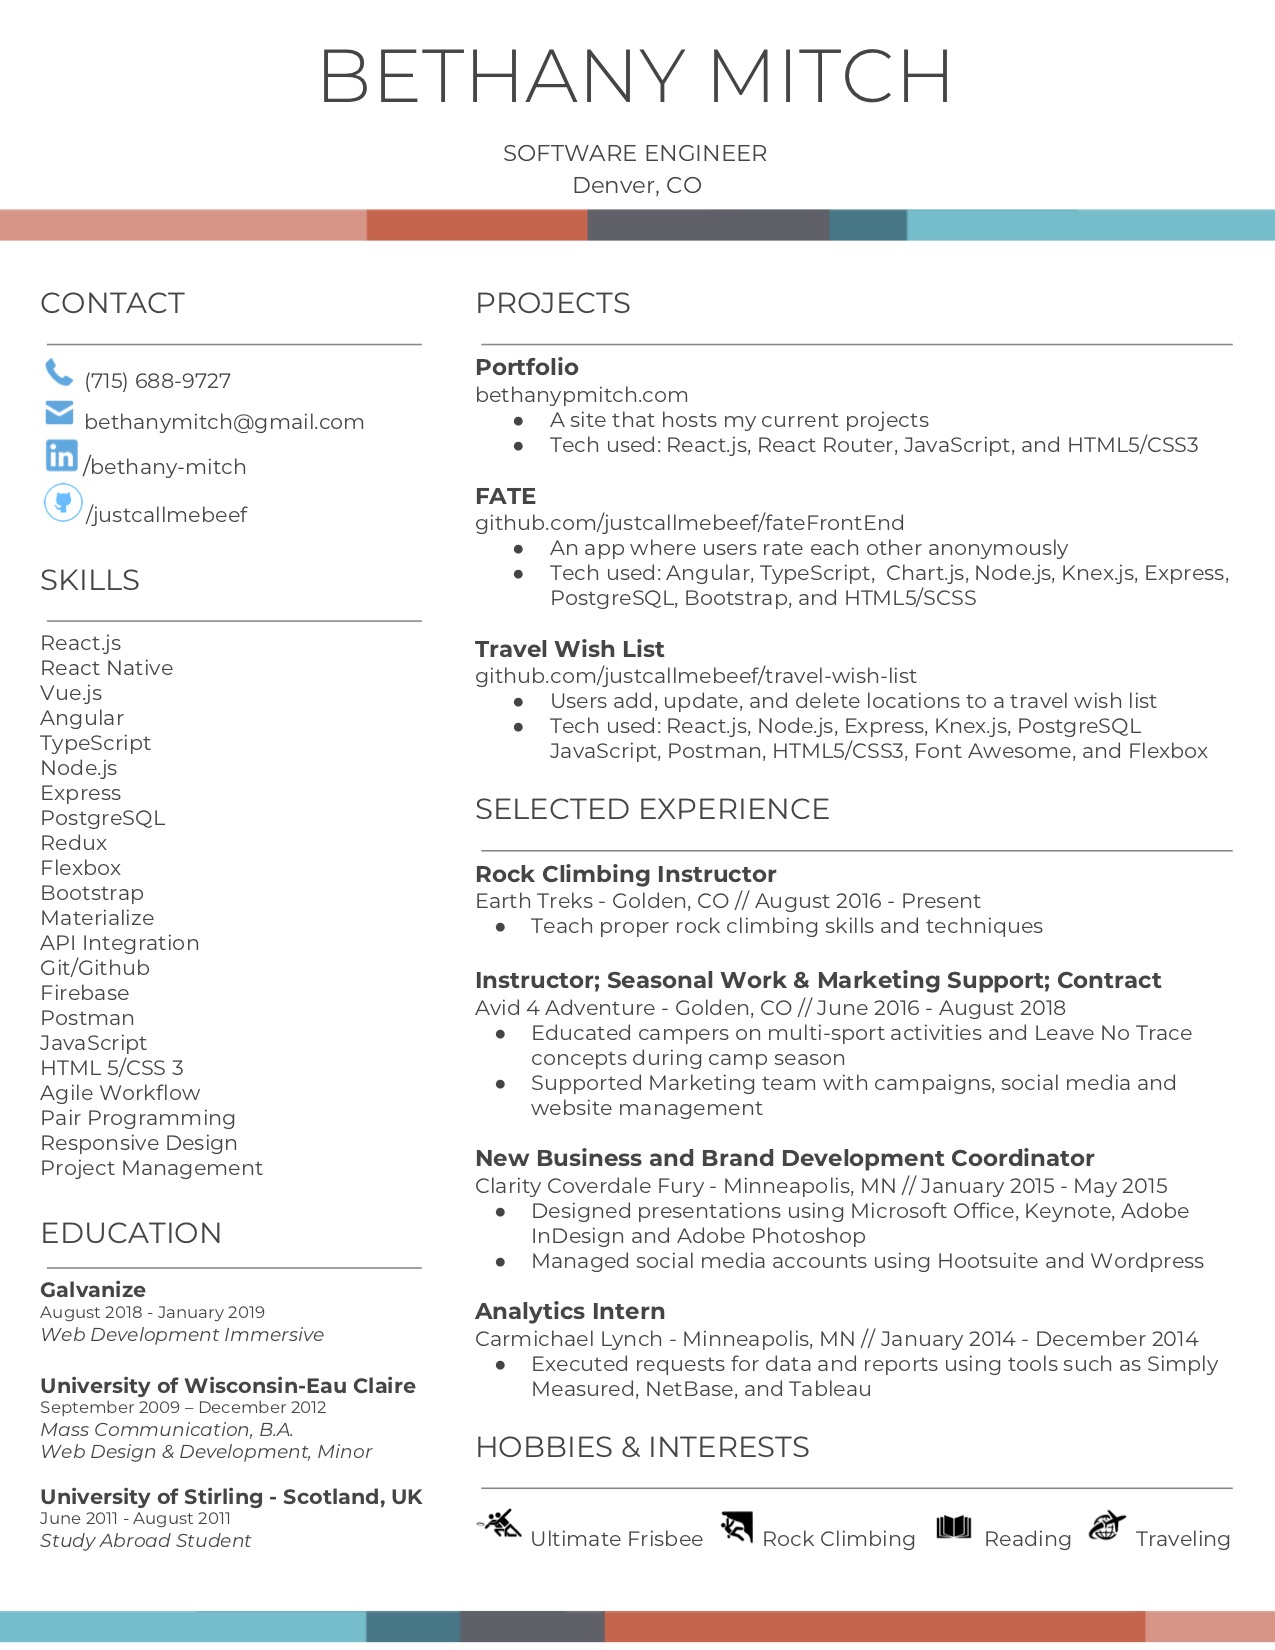 BETHANY MITCH
SOFTWARE ENGINEER
Denver, CO
CONTACT
(715) 688-9727
bethanymitch@gmail.com
in /bethany-mitch
/justcallmebeef
SKILLS
React.js
React Native
Vue.js
Angular
TypeScript
Node.js
Express
PostgreSQL
Redux
Flexbox
Bootstrap
Materialize
API Integration
Git/Github
Firebase
Postman
JavaScript
HTML 5/CSS 3
Agile Workflow
Pair Programming
Responsive Design
Project Management
EDUCATION
Galvanize
August 2018 - January 2019
Web Development Immersive
University of Wisconsin-Eau Claire
September 2009 – December 2012
Mass Communication, B.A.
Web Design & Development, Minor
University of Stirling - Scotland, UK
June 2011 - August 2011
Study Abroad Student
PROJECTS
Portfolio
bethanypmitch.com
● A site that hosts my current projects
● Tech used: React.js, React Router, JavaScript, and HTML5/CSS3
FATE
github.com/justcallmebeef/fateFrontEnd
● An app where users rate each other anonymously
● Tech used: Angular, TypeScript, Chart.js, Node.js, Knex.js, Express,
PostgreSQL, Bootstrap, and HTML5/SCSS
Travel Wish List
github.com/justcallmebeef/travel-wish-list
● Users add, update, and delete locations to a travel wish list
● Tech used: React.js, Node.js, Express, Knex.js, PostgreSQL
JavaScript, Postman, HTML5/CSS3, Font Awesome, and Flexbox
SELECTED EXPERIENCE
Rock Climbing Instructor
Earth Treks - Golden, CO // August 2016 - Present
● Teach proper rock climbing skills and techniques
Instructor; Seasonal Work & Marketing Support; Contract
Avid 4 Adventure - Golden, CO // June 2016 - August 2018
● Educated campers on multi-sport activities and Leave No Trace
concepts during camp season
● Supported Marketing team with campaigns, social media and
website management
New Business and Brand Development Coordinator
Clarity Coverdale Fury - Minneapolis, MN // January 2015 - May 2015
● Designed presentations using Microsoft Office, Keynote, Adobe
InDesign and Adobe Photoshop
● Managed social media accounts using Hootsuite and Wordpress
Analytics Intern
Carmichael Lynch - Minneapolis, MN // January 2014 - December 2014
● Executed requests for data and reports using tools such as Simply
Measured, NetBase, and Tableau
HOBBIES & INTERESTS
Ultimate Frisbee Rock Climbing Reading Traveling